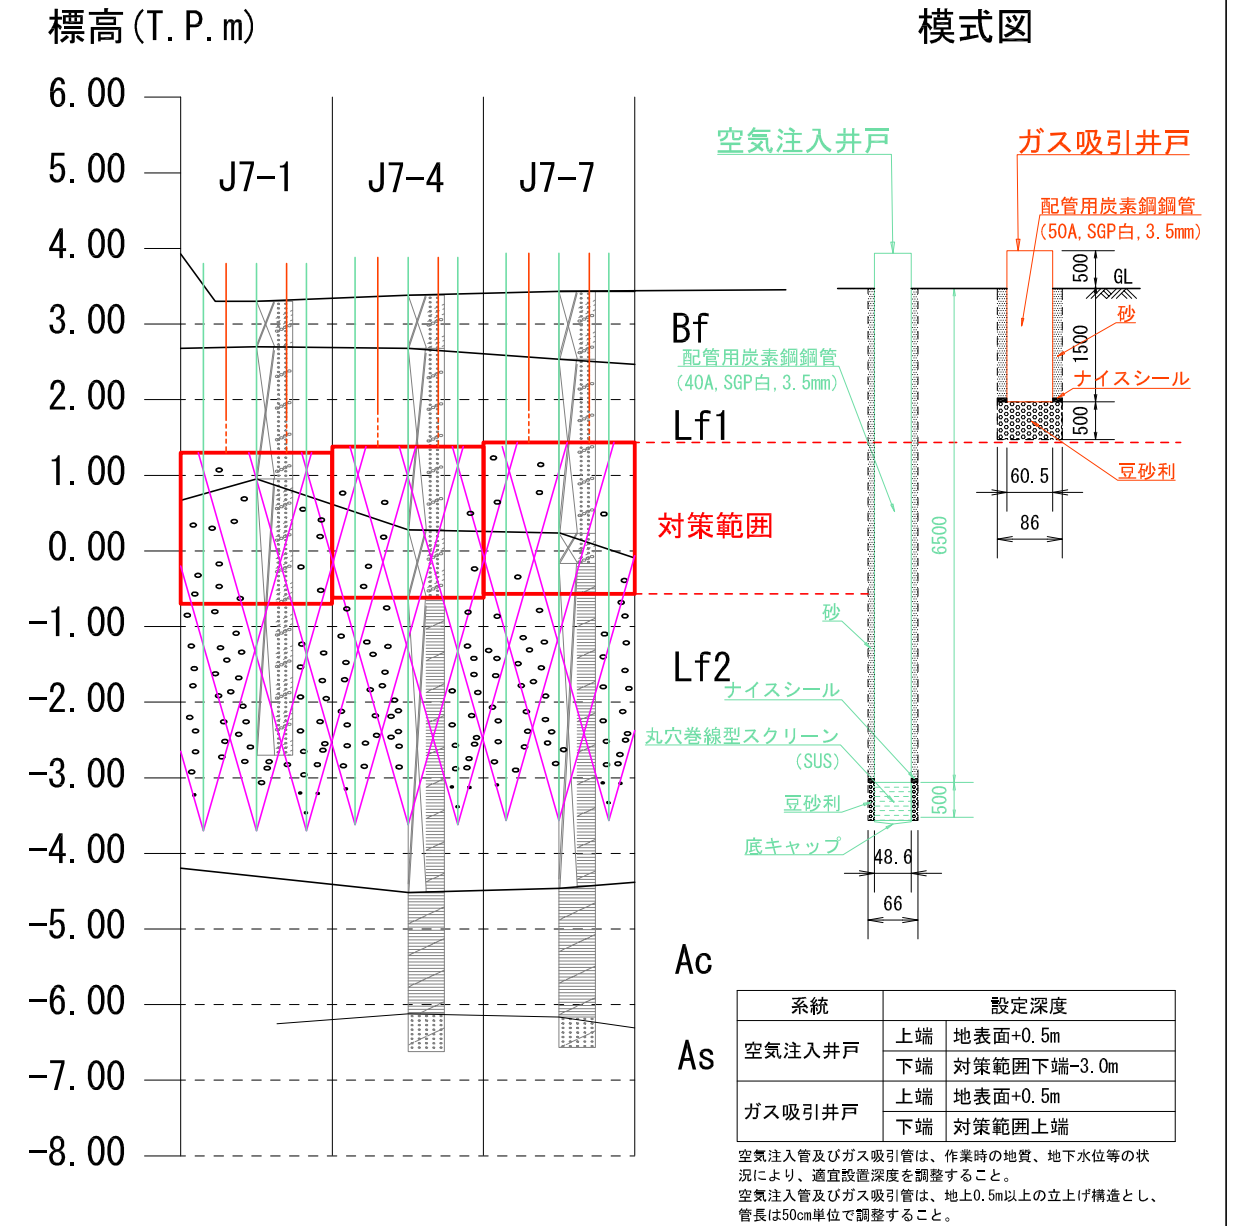 標高(T.P.m)
模式図
6.00
5.00
4.00
3.00
2.00
1.00
0.00
-1.00
-2.00
-3.00
-4.00
-5.00
-6.00
-7.00
-8.00
J7-1
J7-4
J7-7
Bf
Lf1
対策範囲
Lf2
Ac
As
空気注入井戸
ガス吸引井戸
配管用炭素鋼鋼管
(50A, SGP白, 3.5mm)
500
GL
砂
1500
ナイスシール
500
豆砂利
60.5
86
配管用炭素鋼鋼管
(40A, SGP白, 3.5mm)
6500
砂
ナイスシール
丸穴巻線型スクリーン
(SUS)
豆砂利
500
底キャップ
48.6
66
系統 設定深度
空気注入井戸 上端 地表面+0.5m
下端 対策範囲下端-3.0m
ガス吸引井戸 上端 地表面+0.5m
下端 対策範囲上端
空気注入管及びガス吸引管は、作業時の地質、地下水位等の状
況により、適宜設置深度を調整すること。
空気注入管及びガス吸引管は、地上0.5m以上の立上げ構造とし、
管長は50cm単位で調整すること。